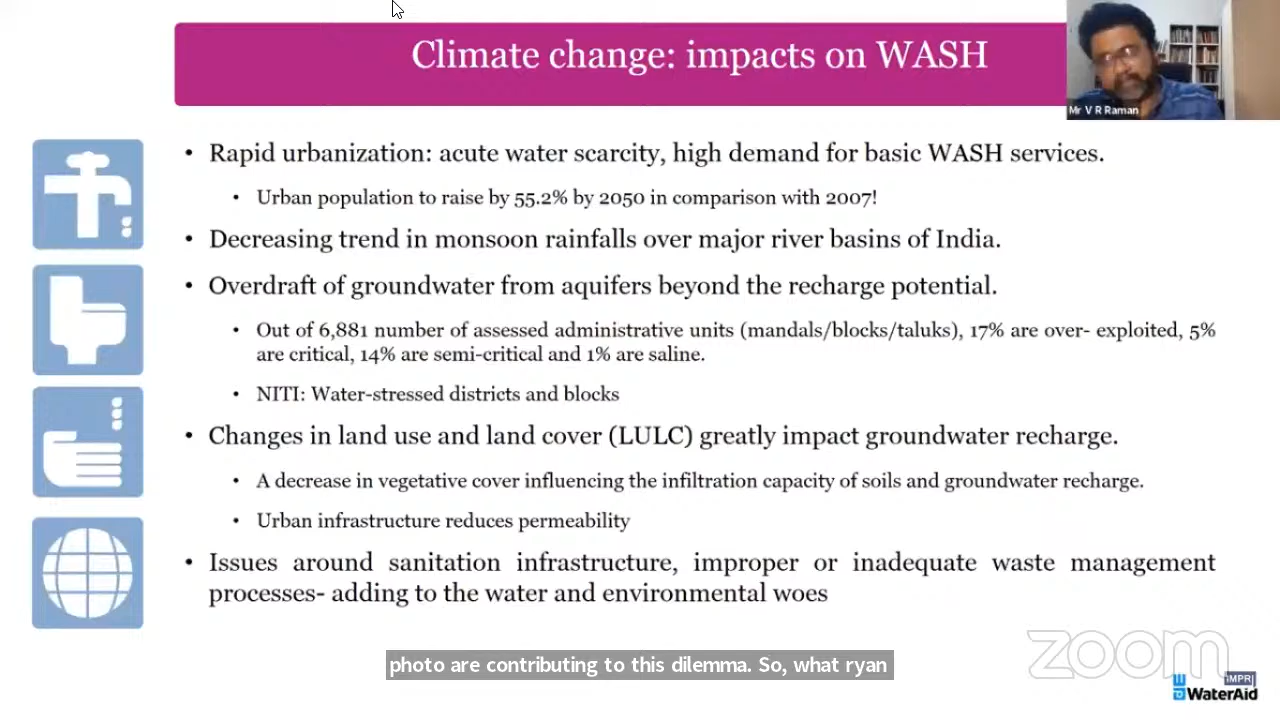 Climate change: impacts on WASH
Mr V R Raman
• Rapid urbanization: acute water scarcity, high demand for basic WASH services.
• Urban population to raise by 55.2% by 2050 in comparison with 2007!
• Decreasing trend in monsoon rainfalls over major river basins of India.
• Overdraft of groundwater from aquifers beyond the recharge potential.
• Out of 6,881 number of assessed administrative units (mandals/blocks/taluks), 17% are over- exploited, 5%
are critical, 14% are semi-critical and 1% are saline.
• NITI: Water-stressed districts and blocks
• Changes in land use and land cover (LULC) greatly impact groundwater recharge.
• A decrease in vegetative cover influencing the infiltration capacity of soils and groundwater recharge.
• Urban infrastructure reduces permeability
• Issues around sanitation infrastructure, improper or inadequate waste management
processes- adding to the water and environmental woes
photo are contributing to this dilemma. So, what ryan
zoom
IMPRI
WaterAid